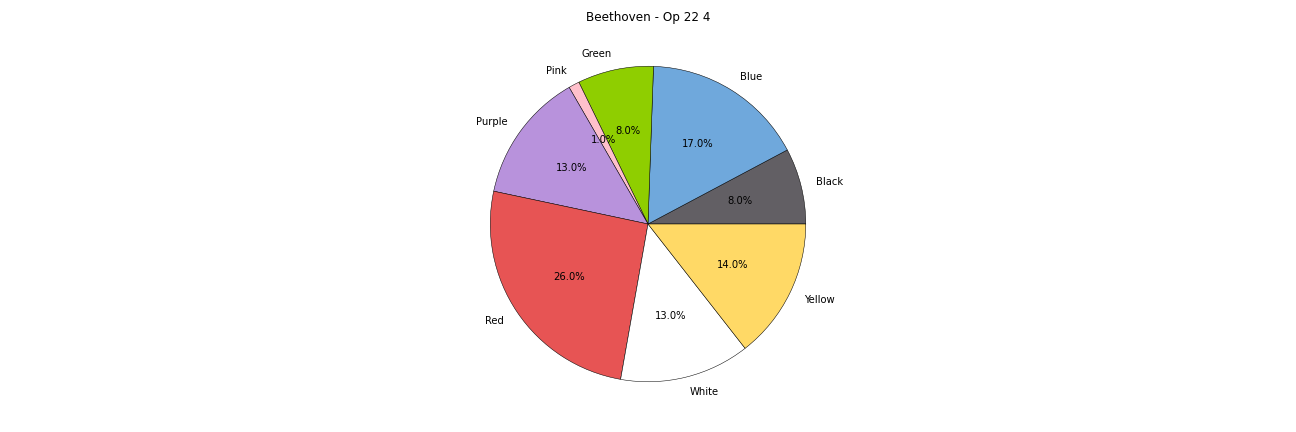 Beethoven - Op 22 4
Green
Pink
Blue
Purple
8.0%
1.0%
17.0%
13.0%
Black
8.0%
14.0%
26.0%
Yellow
13.0%
Red
White